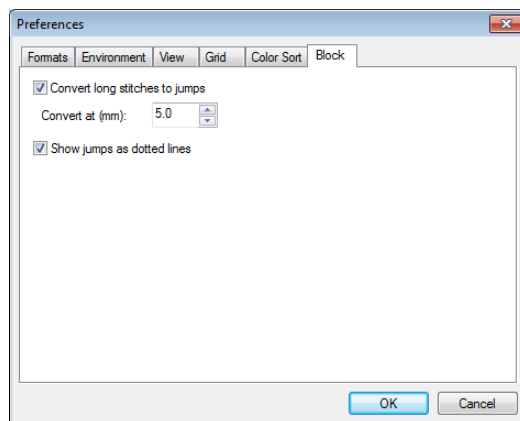 Preferences
Formats Environment View Grid Color Sort Block
Convert long stitches to jumps
Convert at (mm): 5.0
Show jumps as dotted lines
OK Cancel